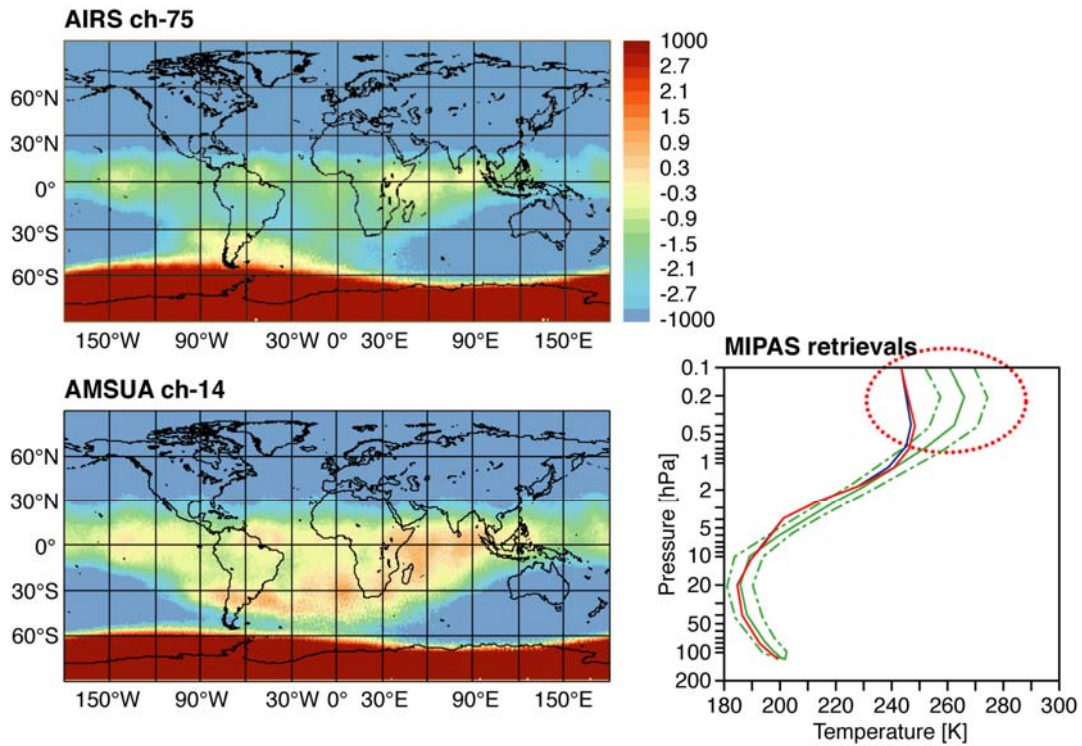 AIRS ch-75
60°N
30°N
0°
30°S
60°S
150°W 90°W 30°W 0° 30°E 90°E 150°E
1000
2.7
2.1
1.5
0.9
0.3
-0.3
-0.9
-1.5
-2.1
-2.7
-1000
AMSUA ch-14
60°N
30°N
0°
30°S
60°S
150°W 90°W 30°W 0° 30°E 90°E 150°E
MIPAS retrievals
Pressure [hPa]
0.1
0.2
0.5
1
2
5
10
20
50
100
200
180 200 220 240 260 280 300
Temperature [K]